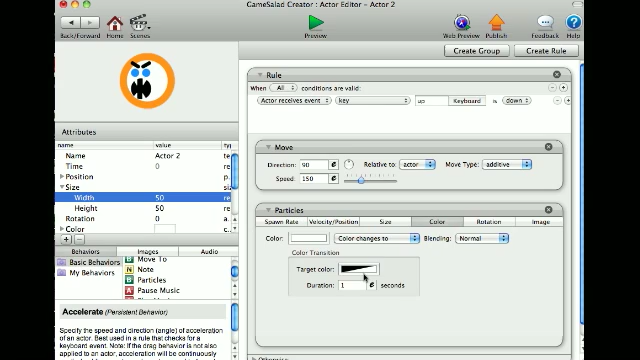 GameSalad Creator : Actor Editor - Actor 2
Back/Forward Home Scenes Preview Web Preview Publish Feedback Help
Create Group Create Rule
Rule
When All conditions are valid:
Actor receives event key up Keyboard is down
Move
Direction: 90 Relative to: actor Move Type: additive
Speed: 150
Particles
Spawn Rate Velocity/Position Size Color Rotation Image
Color: Color changes to Blending: Normal
Color Transition
Target color:
Duration: 1 seconds
Attributes
name value
Name Actor 2
Time 0
Position
Size
Width 50
Height 50
Rotation 0
Color
Behaviors Images Audio
Basic Behaviors
My Behaviors
Move To
Note
Particles
Pause Music
Accelerate (Persistent Behavior)
Specify the speed and direction (angle) of acceleration
of an actor. Best used in a rule that checks for a
keyboard event. Note: if the drag behavior is not
also applied to an actor, acceleration will be continuously